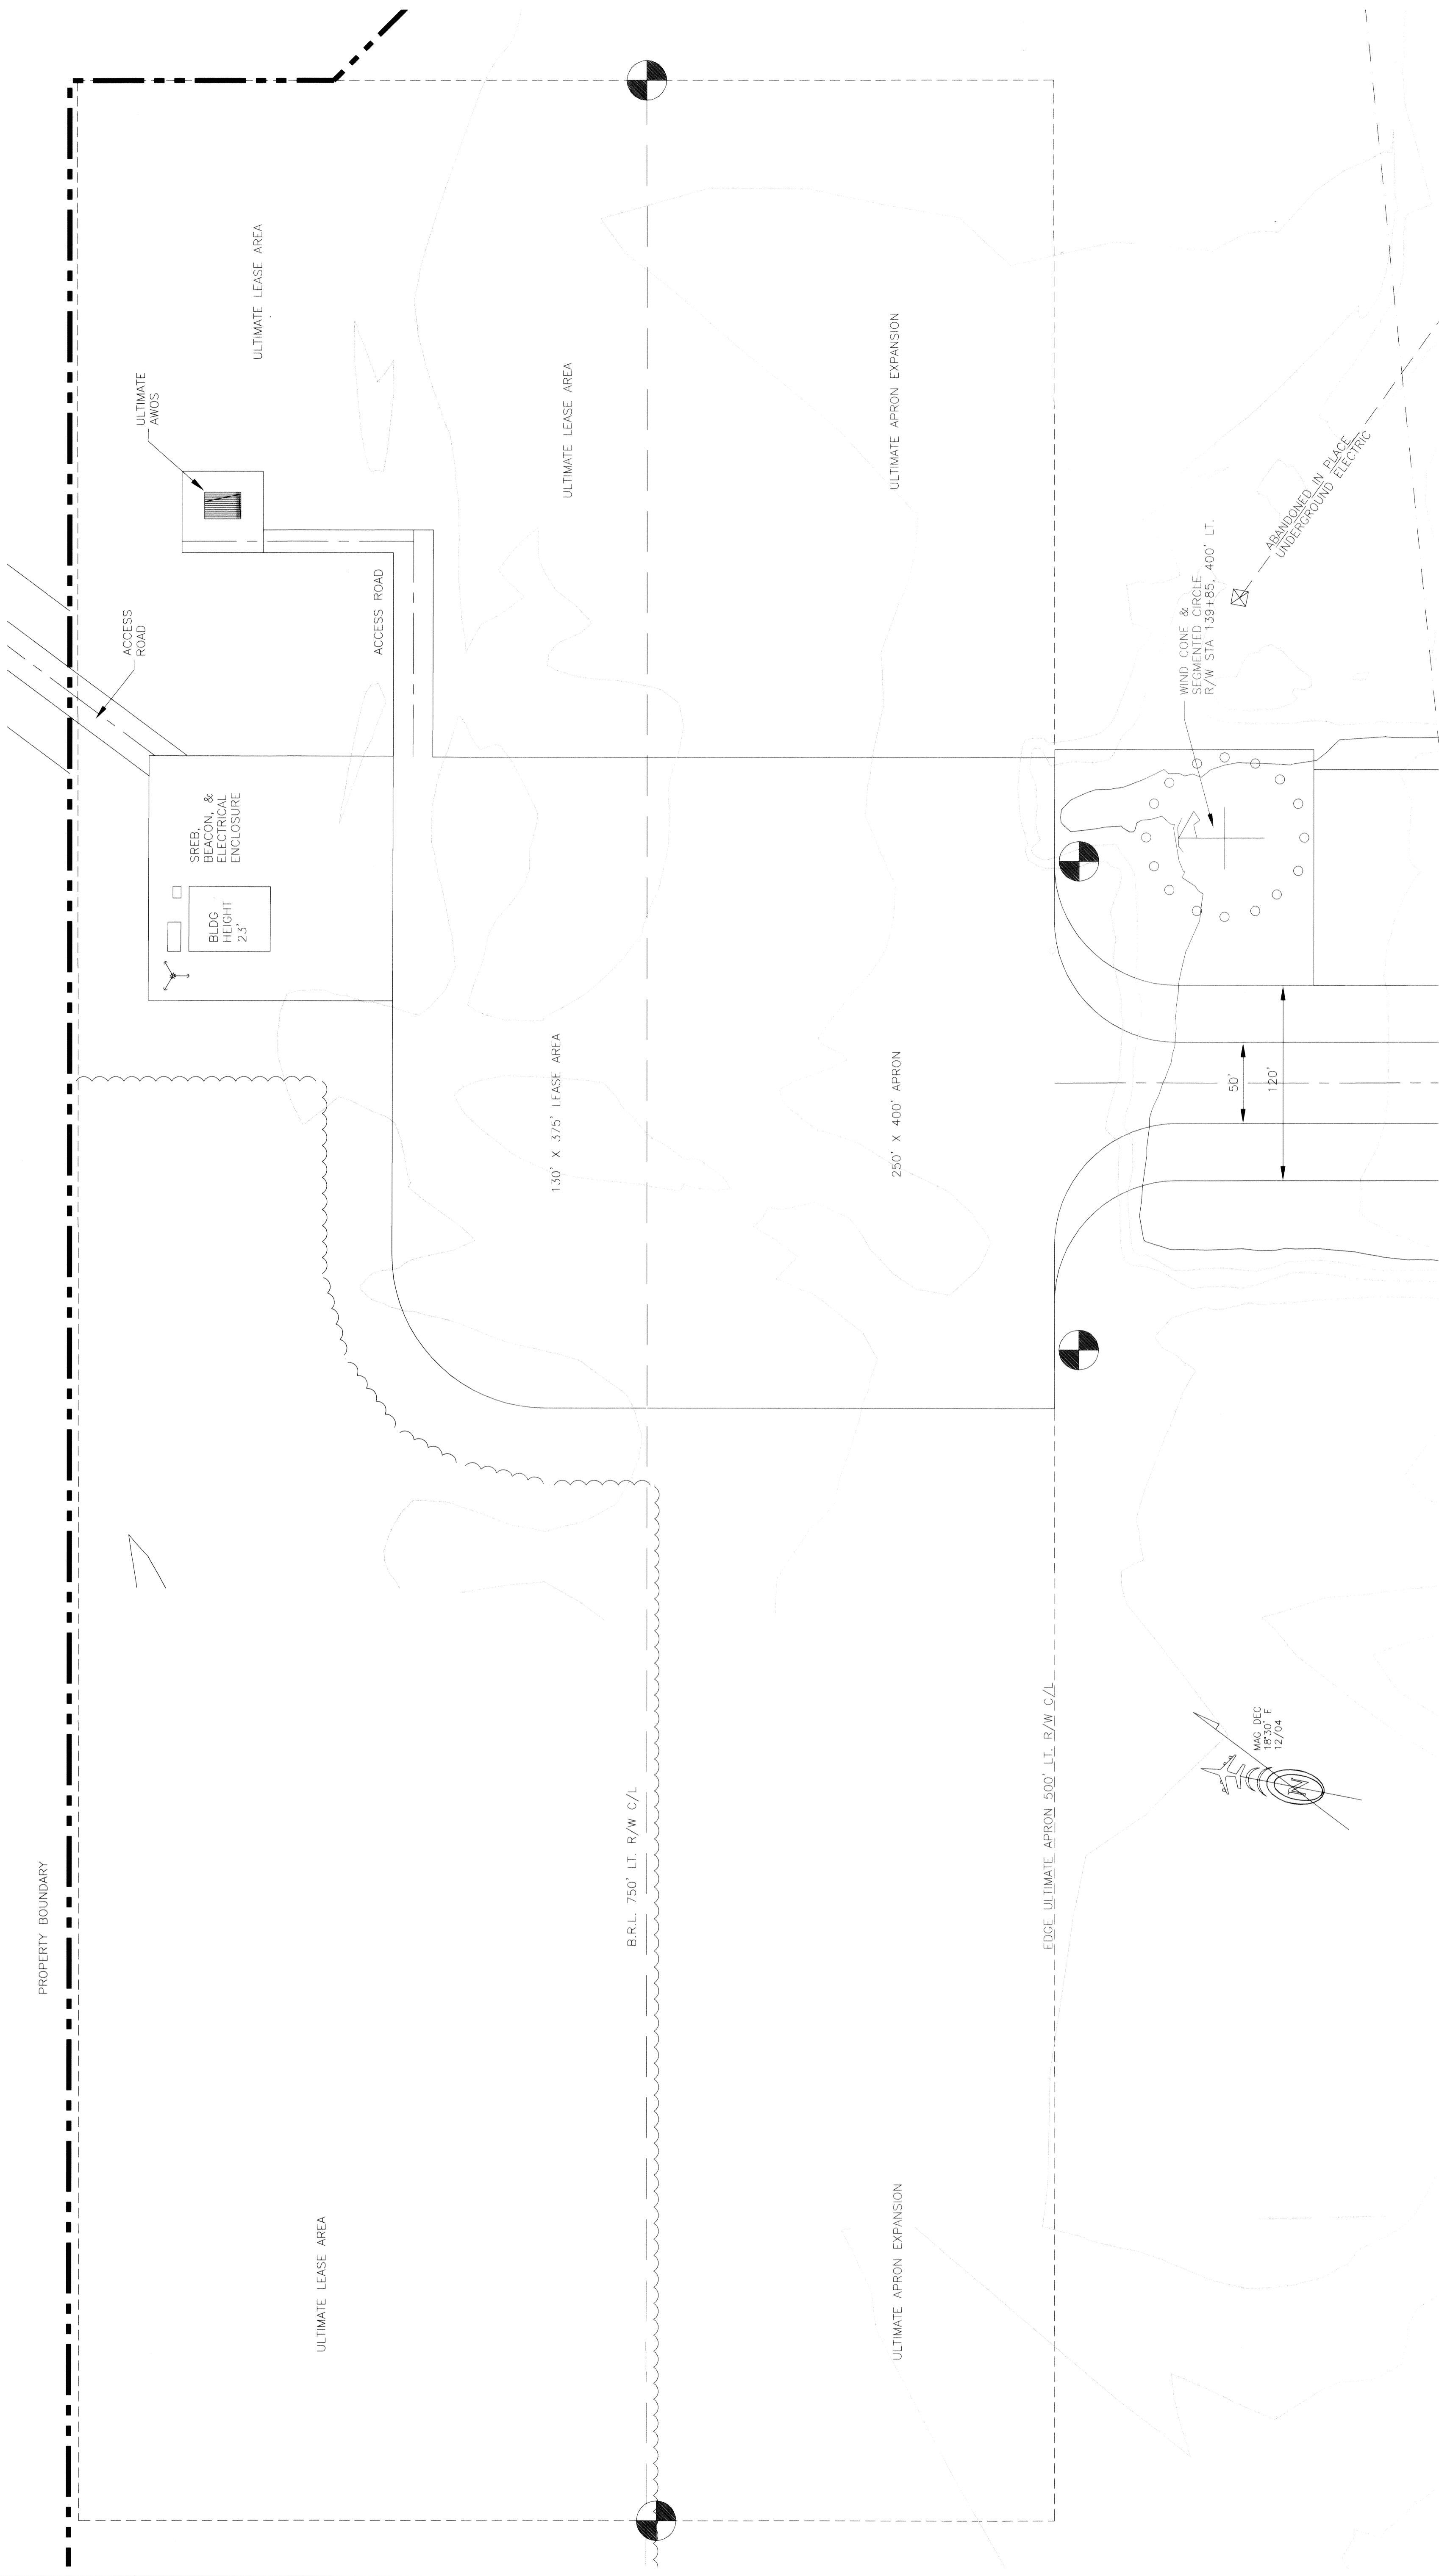 PROPERTY BOUNDARY
ULTIMATE LEASE AREA
ULTIMATE
AWOS
ACCESS
ROAD
ACCESS ROAD
SREB,
BEACON, &
ELECTRICAL
ENCLOSURE
BLDG
HEIGHT
23'
ULTIMATE LEASE AREA
ULTIMATE APRON EXPANSION
130' X 375' LEASE AREA
250' X 400' APRON
WIND CONE &
SEGMENTED CIRCLE
R/W STA 139+85, 400' LT.
ABANDONED IN PLACE
UNDERGROUND ELECTRIC
50'
120'
B.R.L. 750' LT. R/W C/L
EDGE ULTIMATE APRON 500' LT. R/W C/L
MAG DEC
18°30' E
12/04
N
ULTIMATE LEASE AREA
ULTIMATE APRON EXPANSION